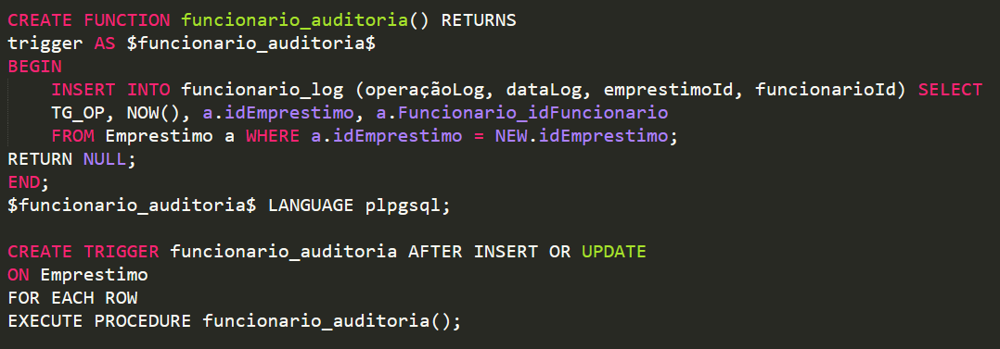 CREATE FUNCTION funcionario_auditoria() RETURNS
trigger AS $funcionario_auditoria$
BEGIN
    INSERT INTO funcionario_log (operaçãoLog, dataLog, emprestimoId, funcionarioId) SELECT
    TG_OP, NOW(), a.idEmprestimo, a.Funcionario_idFuncionario
    FROM Emprestimo a WHERE a.idEmprestimo = NEW.idEmprestimo;
RETURN NULL;
END;
$funcionario_auditoria$ LANGUAGE plpgsql;

CREATE TRIGGER funcionario_auditoria AFTER INSERT OR UPDATE
ON Emprestimo
FOR EACH ROW
EXECUTE PROCEDURE funcionario_auditoria();